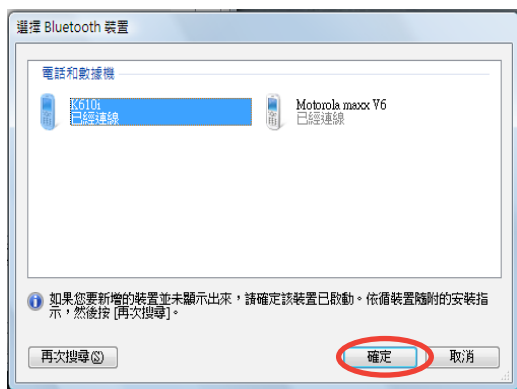 選擇 Bluetooth 裝置
電話和數據機
K610i
已經連線
Motorola maxx V6
已經連線
如果您要新增的裝置並未顯示出來，請確定該裝置已啟動。依循裝置隨附的安裝指
示，然後按 [再次搜尋]。
再次搜尋(S)
確定
取消